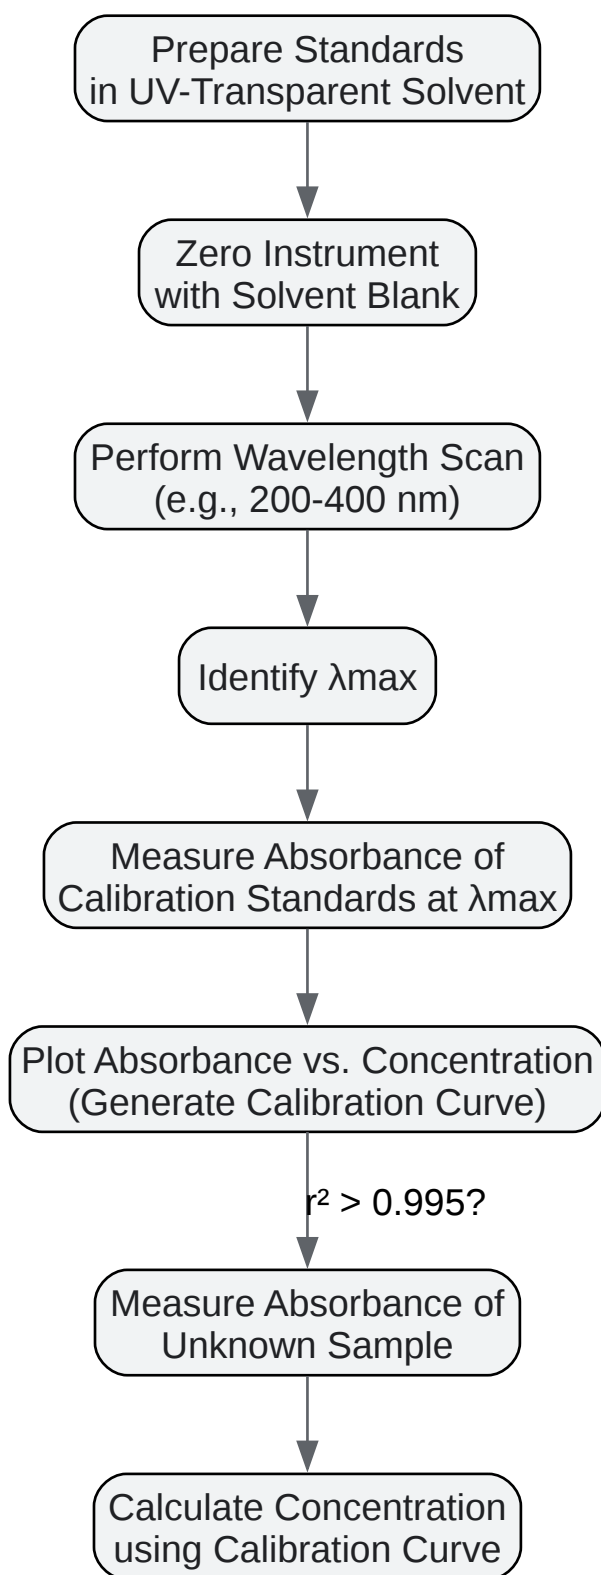 Prepare Standards
in UV-Transparent Solvent
Zero Instrument
with Solvent Blank
Perform Wavelength Scan
(e.g., 200-400 nm)
Identify λmax
Measure Absorbance of
Calibration Standards at λmax
Plot Absorbance vs. Concentration
(Generate Calibration Curve)
r² > 0.995?
Measure Absorbance of
Unknown Sample
Calculate Concentration
using Calibration Curve